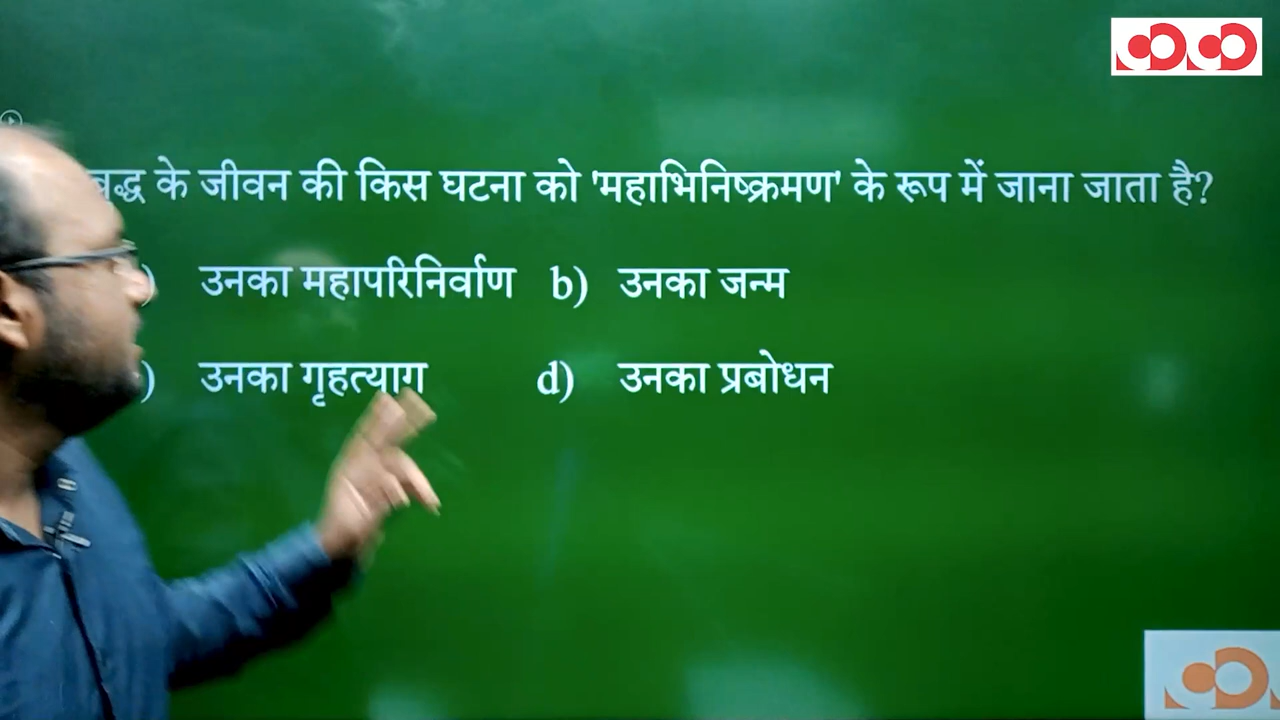 बुद्ध के जीवन की किस घटना को 'महाभिनिष्क्रमण' के रूप में जाना जाता है?
) उनका महापरिनिर्वाण b) उनका जन्म
) उनका गृहत्याग d) उनका प्रबोधन